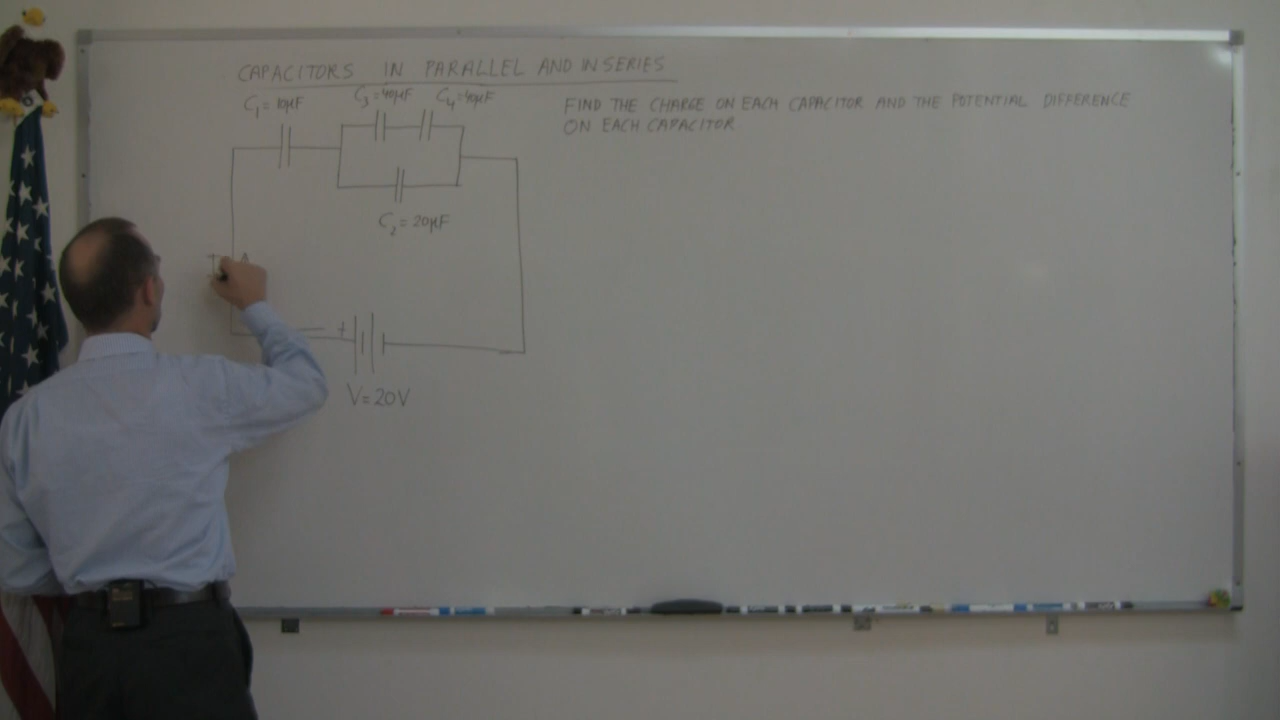 CAPACITORS IN PARALLEL AND IN SERIES
C₁ = 10μF
C₃ = 40μF
C₄ = 40μF
FIND THE CHARGE ON EACH CAPACITOR AND THE POTENTIAL DIFFERENCE
ON EACH CAPACITOR
C₂ = 20μF
+
V = 20V